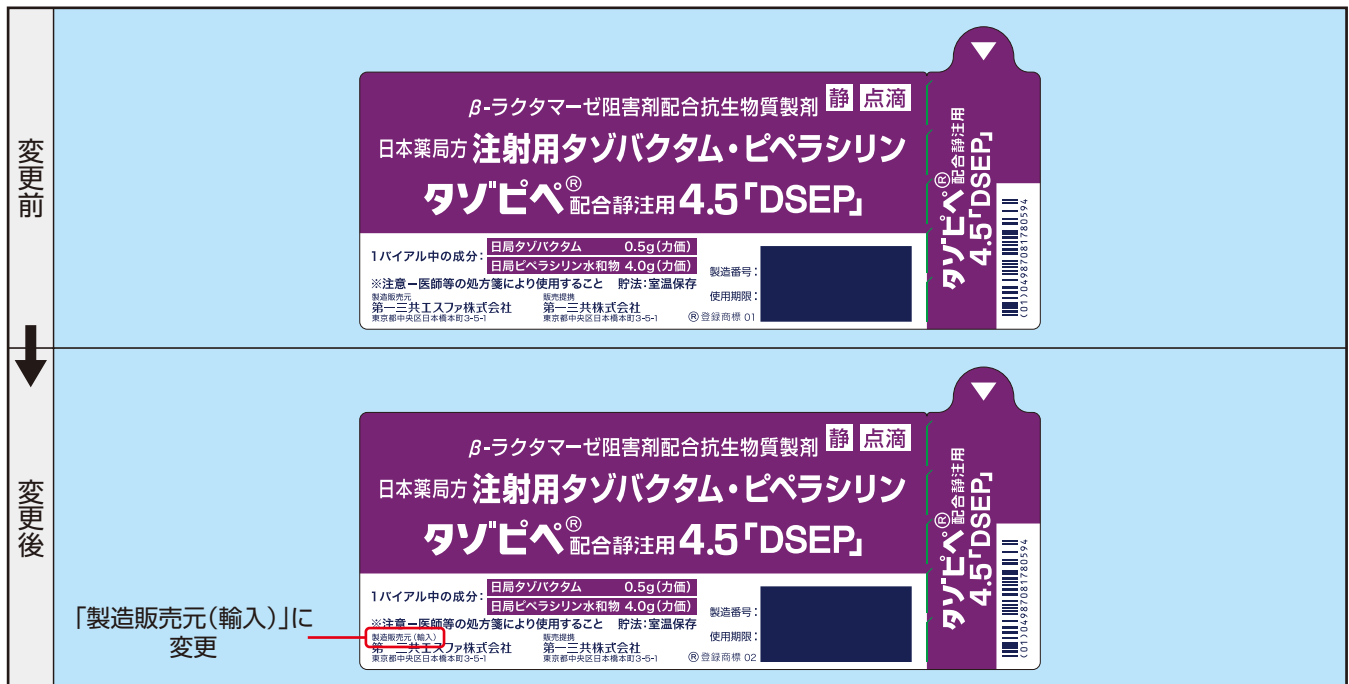 変更前
β-ラクタマーゼ阻害剤配合抗生物質製剤 静 点滴
日本薬局方 注射用タゾバクタム・ピペラシリン
タゾピペ® 配合静注用 4.5「DSEP」
1バイアル中の成分: 日局タゾバクタム 0.5g(力価)
日局ピペラシリン水和物 4.0g(力価)
※注意－医師等の処方箋により使用すること 貯法:室温保存
製造販売元
第一三共エスファ株式会社
東京都中央区日本橋本町3-5-1
販売提携
第一三共株式会社
東京都中央区日本橋本町3-5-1
製造番号:
使用期限:
®登録商標 01
タゾピペ® 配合静注用
4.5「DSEP」
(01)04987081780594
変更後
β-ラクタマーゼ阻害剤配合抗生物質製剤 静 点滴
日本薬局方 注射用タゾバクタム・ピペラシリン
タゾピペ® 配合静注用 4.5「DSEP」
1バイアル中の成分: 日局タゾバクタム 0.5g(力価)
日局ピペラシリン水和物 4.0g(力価)
※注意－医師等の処方箋により使用すること 貯法:室温保存
製造販売元(輸入)
第一三共エスファ株式会社
東京都中央区日本橋本町3-5-1
販売提携
第一三共株式会社
東京都中央区日本橋本町3-5-1
製造番号:
使用期限:
®登録商標 02
タゾピペ® 配合静注用
4.5「DSEP」
(01)04987081780594
「製造販売元(輸入)」に
変更